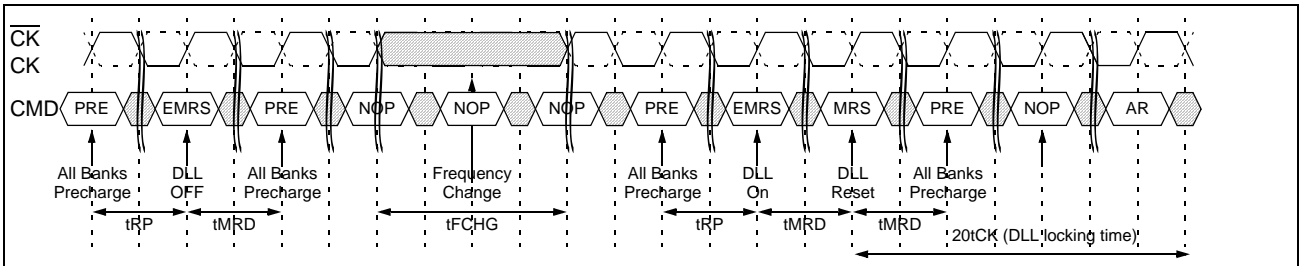 CK
CK
CMD PRE EMRS PRE NOP NOP NOP PRE EMRS MRS PRE NOP AR
All Banks Precharge
DLL OFF
All Banks Precharge
Frequency Change
All Banks Precharge
DLL On
DLL Reset
All Banks Precharge
tRP tMRD tFCHG tRP tMRD tMRD
20tCK (DLL locking time)